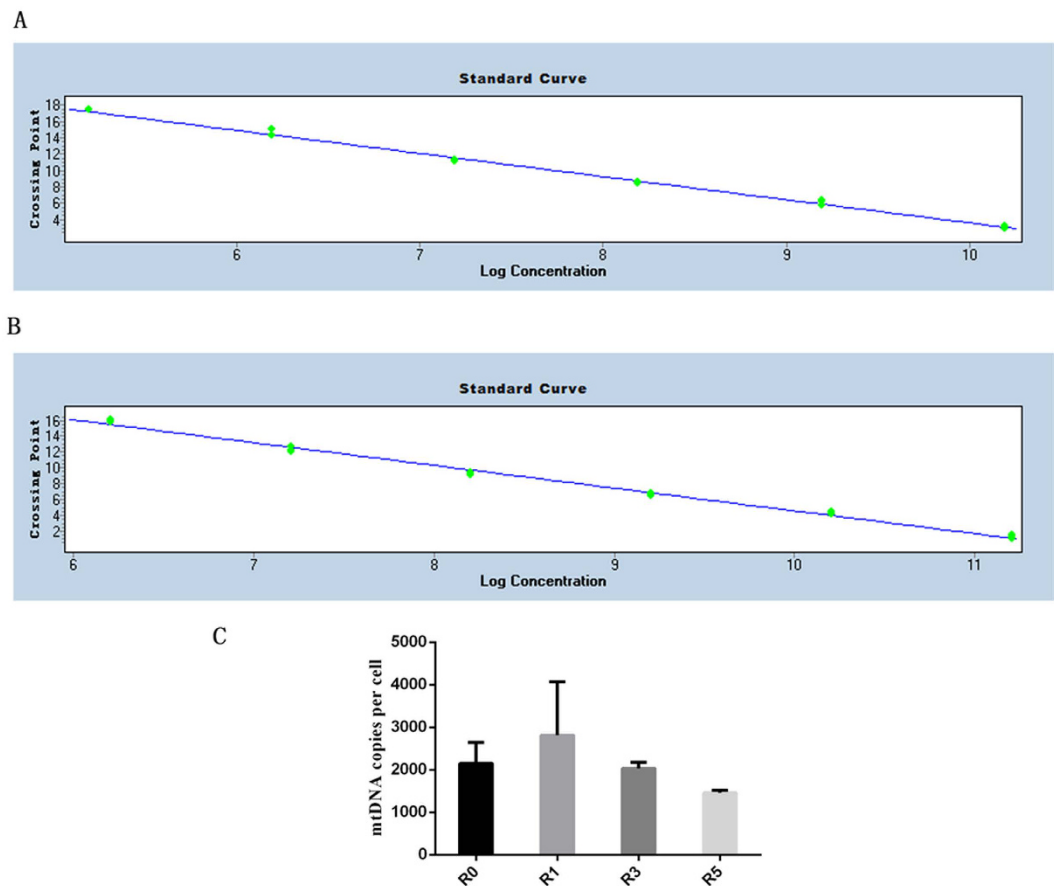 A
Standard Curve
Crossing Point
18
16
14
12
10
8
6
4
6 7 8 9 10
Log Concentration
B
Standard Curve
Crossing Point
16
14
12
10
8
6
4
2
6 7 8 9 10 11
Log Concentration
C
mtDNA copies per cell
5000
4000
3000
2000
1000
0
R0 R1 R3 R5